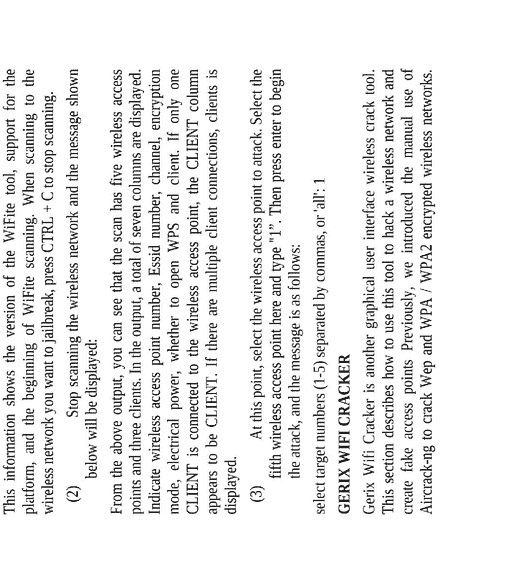 This information shows the version of the WiFite tool, support for the
platform, and the beginning of WiFite scanning. When scanning to the
wireless network you want to jailbreak, press CTRL + C to stop scanning.
(2) Stop scanning the wireless network and the message shown
below will be displayed:
From the above output, you can see that the scan has five wireless access
points and three clients. In the output, a total of seven columns are displayed.
Indicate wireless access point number, Essid number, channel, encryption
mode, electrical power, whether to open WPS and client. If only one
CLIENT is connected to the wireless access point, the CLIENT column
appears to be CLIENT. If there are multiple client connections, clients is
displayed.
(3) At this point, select the wireless access point to attack. Select the
fifth wireless access point here and type "1". Then press enter to begin
the attack, and the message is as follows:
select target numbers (1-5) separated by commas, or 'all': 1
GERIX WIFI CRACKER
Gerix Wifi Cracker is another graphical user interface wireless crack tool.
This section describes how to use this tool to hack a wireless network and
create fake access points Previously, we introduced the manual use of
Aircrack-ng to crack Wep and WPA / WPA2 encrypted wireless networks.